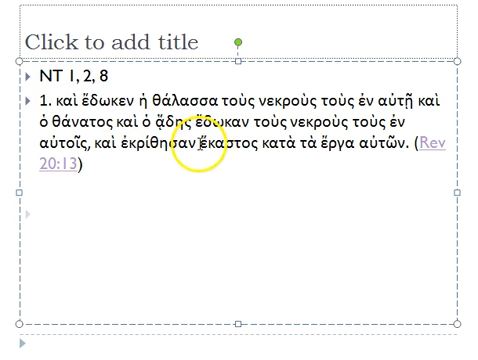 Click to add title
NT 1, 2, 8
1. καὶ ἔδωκεν ἡ θάλασσα τοὺς νεκροὺς τοὺς ἐν αὐτῇ καὶ
ὁ θάνατος καὶ ὁ ᾅδης ἔδωκαν τοὺς νεκροὺς τοὺς ἐν
αὐτοῖς, καὶ ἐκρίθησαν ἕκαστος κατὰ τὰ ἔργα αὐτῶν. (Rev
20:13)